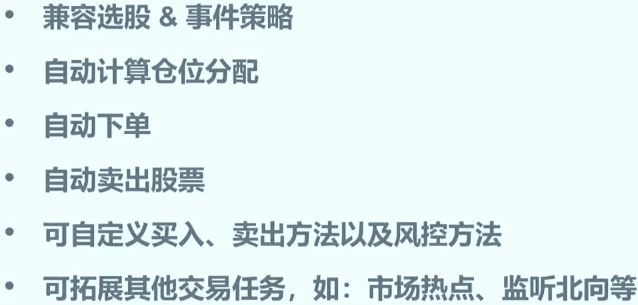 • 兼容选股 & 事件策略
• 自动计算仓位分配
• 自动下单
• 自动卖出股票
• 可自定义买入、卖出方法以及风控方法
• 可拓展其他交易任务，如：市场热点、监听北向等